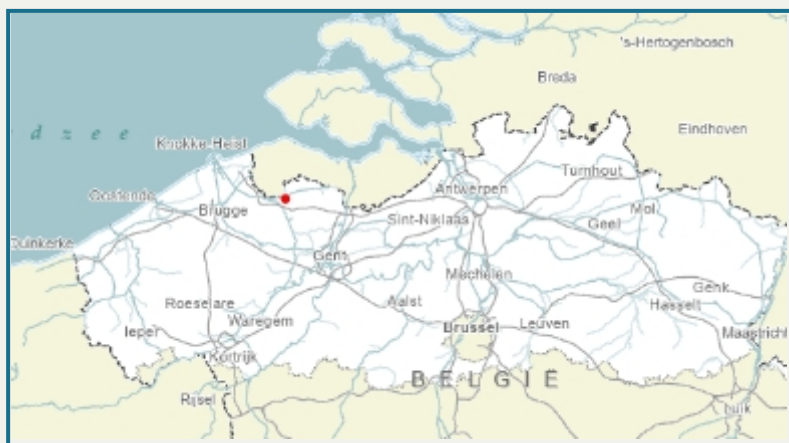 's-Hertogenbosch
Breda
Eindhoven
d z e e
Knokke-Heist
Turnhout
Antwerpen
Oostende
Brugge
Mol
Sint-Niklaas
Geel
Duinkerke
Gent
Mechelen
Genk
Roeselare
Aalst
Hasselt
Waregem
Ieper
Brussel
Leuven
Maastricht
Kortrijk
BELGIË
Rijsel
Luik